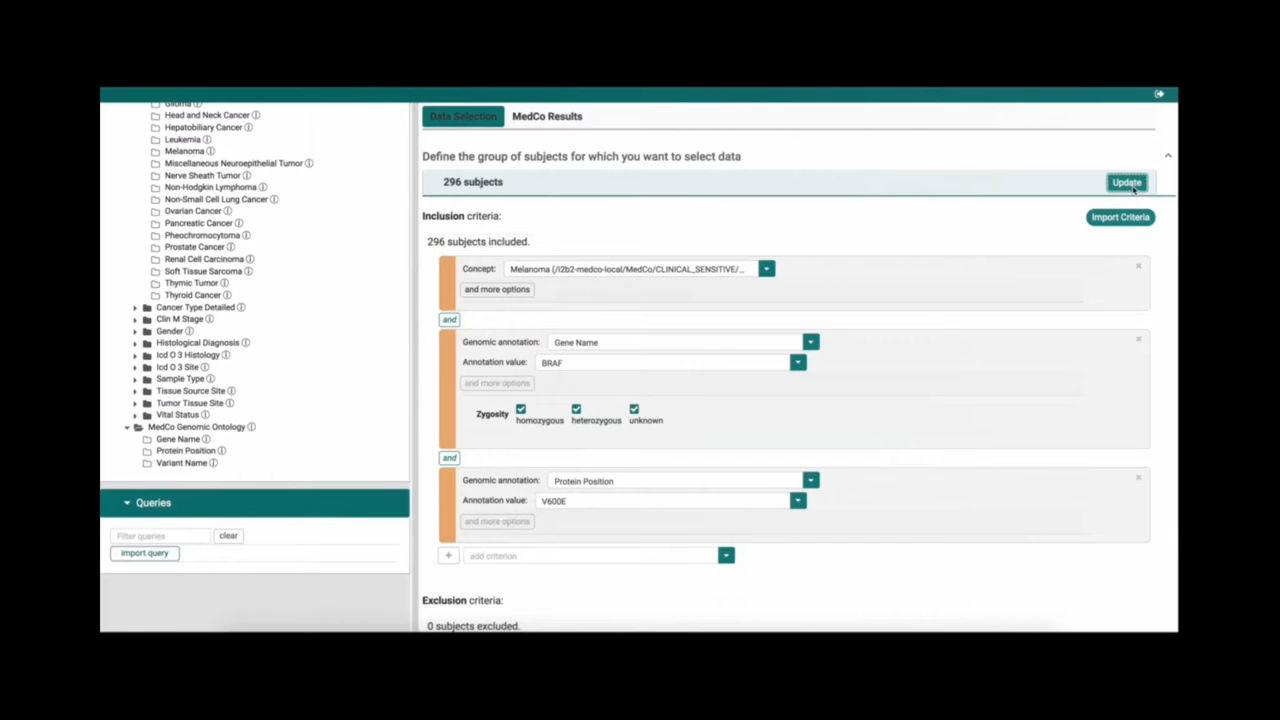 Glioma
Head and Neck Cancer
Hepatobiliary Cancer
Leukemia
Melanoma
Miscellaneous Neuroepithelial Tumor
Nerve Sheath Tumor
Non-Hodgkin Lymphoma
Non-Small Cell Lung Cancer
Ovarian Cancer
Pancreatic Cancer
Pheochromocytoma
Prostate Cancer
Renal Cell Carcinoma
Soft Tissue Sarcoma
Thymic Tumor
Thyroid Cancer
Cancer Type Detailed
Clin M Stage
Gender
Histological Diagnosis
Icd O 3 Histology
Icd O 3 Site
Sample Type
Tissue Source Site
Tumor Tissue Site
Vital Status
MedCo Genomic Ontology
Gene Name
Protein Position
Variant Name
Queries
Filter queries clear
import query
Data Selection MedCo Results
Define the group of subjects for which you want to select data
296 subjects Update
Inclusion criteria: Import Criteria
296 subjects included.
Concept: Melanoma (/i2b2-medco-local/MedCo/CLINICAL_SENSITIVE/...
and more options
and
Genomic annotation: Gene Name
Annotation value: BRAF
and more options
Zygosity homozygous heterozygous unknown
and
Genomic annotation: Protein Position
Annotation value: V600E
and more options
+ add criterion
Exclusion criteria:
0 subjects excluded.